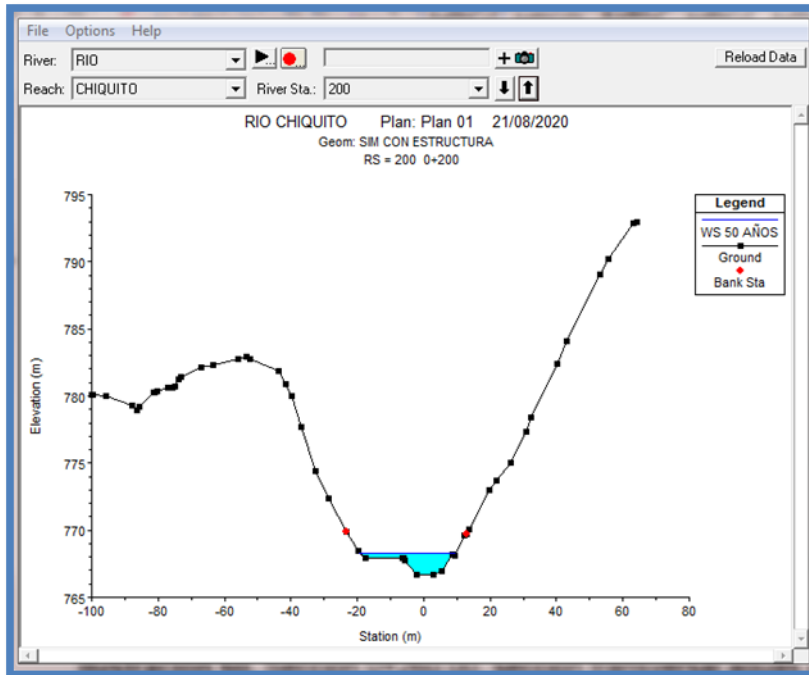 File Options Help
River: RIO
Reload Data
Reach: CHIQUITO River Sta.: 200
RIO CHIQUITO Plan: Plan 01 21/08/2020
Geom: SIM CON ESTRUCTURA
RS = 200 0+200
Legend
WS 50 AÑOS
Ground
Bank Sta
Elevation (m)
795
790
785
780
775
770
765
-100 -80 -60 -40 -20 0 20 40 60 80
Station (m)